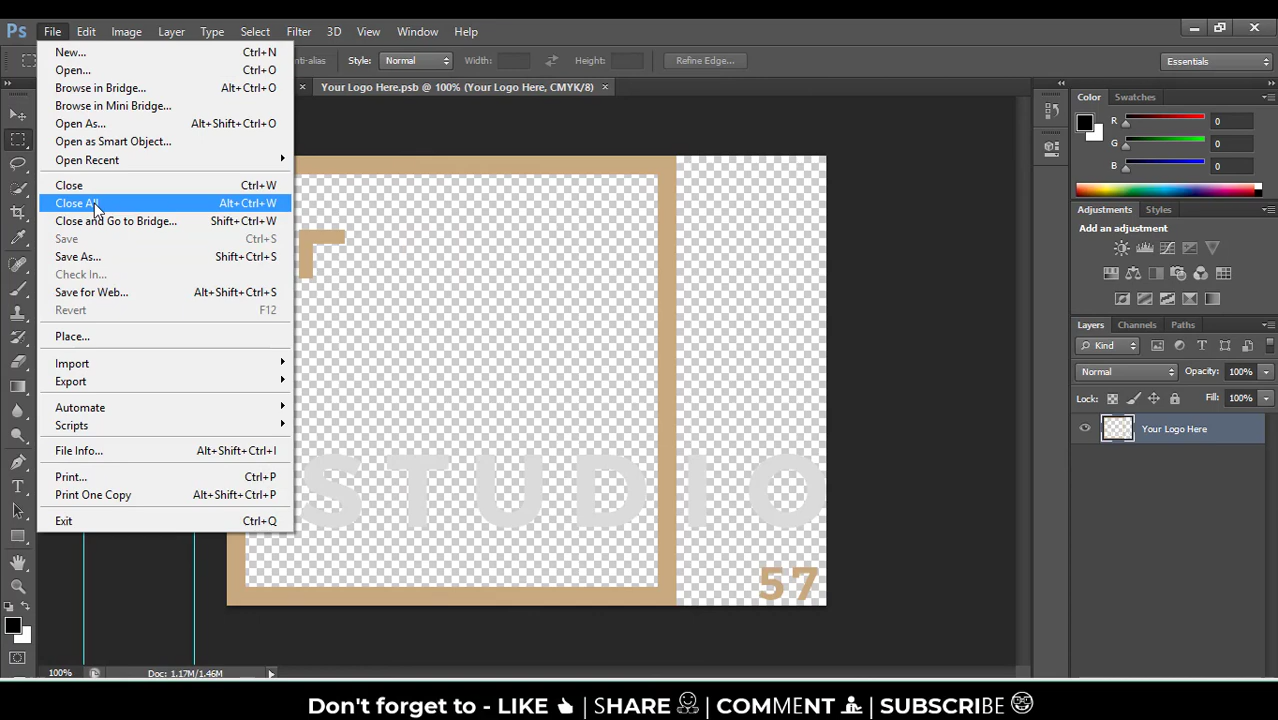 Ps File Edit Image Layer Type Select Filter 3D View Window Help
nti-alias Style: Normal Width: Height: Refine Edge... Essentials
Your Logo Here.psb @ 100% (Your Logo Here, CMYK/8) ×
New... Ctrl+N
Open... Ctrl+O
Browse in Bridge... Alt+Ctrl+O
Browse in Mini Bridge...
Open As... Alt+Shift+Ctrl+O
Open as Smart Object...
Open Recent
Close Ctrl+W
Close All Alt+Ctrl+W
Close and Go to Bridge... Shift+Ctrl+W
Save Ctrl+S
Save As... Shift+Ctrl+S
Check In...
Save for Web... Alt+Shift+Ctrl+S
Revert F12
Place...
Import
Export
Automate
Scripts
File Info... Alt+Shift+Ctrl+I
Print... Ctrl+P
Print One Copy Alt+Shift+Ctrl+P
Exit Ctrl+Q
STUDIO
57
Color Swatches
R 0
G 0
B 0
Adjustments Styles
Add an adjustment
Layers Channels Paths
Kind
Normal Opacity: 100%
Lock: Fill: 100%
Your Logo Here
100% Doc: 1.17M/1.46M
Don't forget to - LIKE | SHARE | COMMENT | SUBSCRIBE